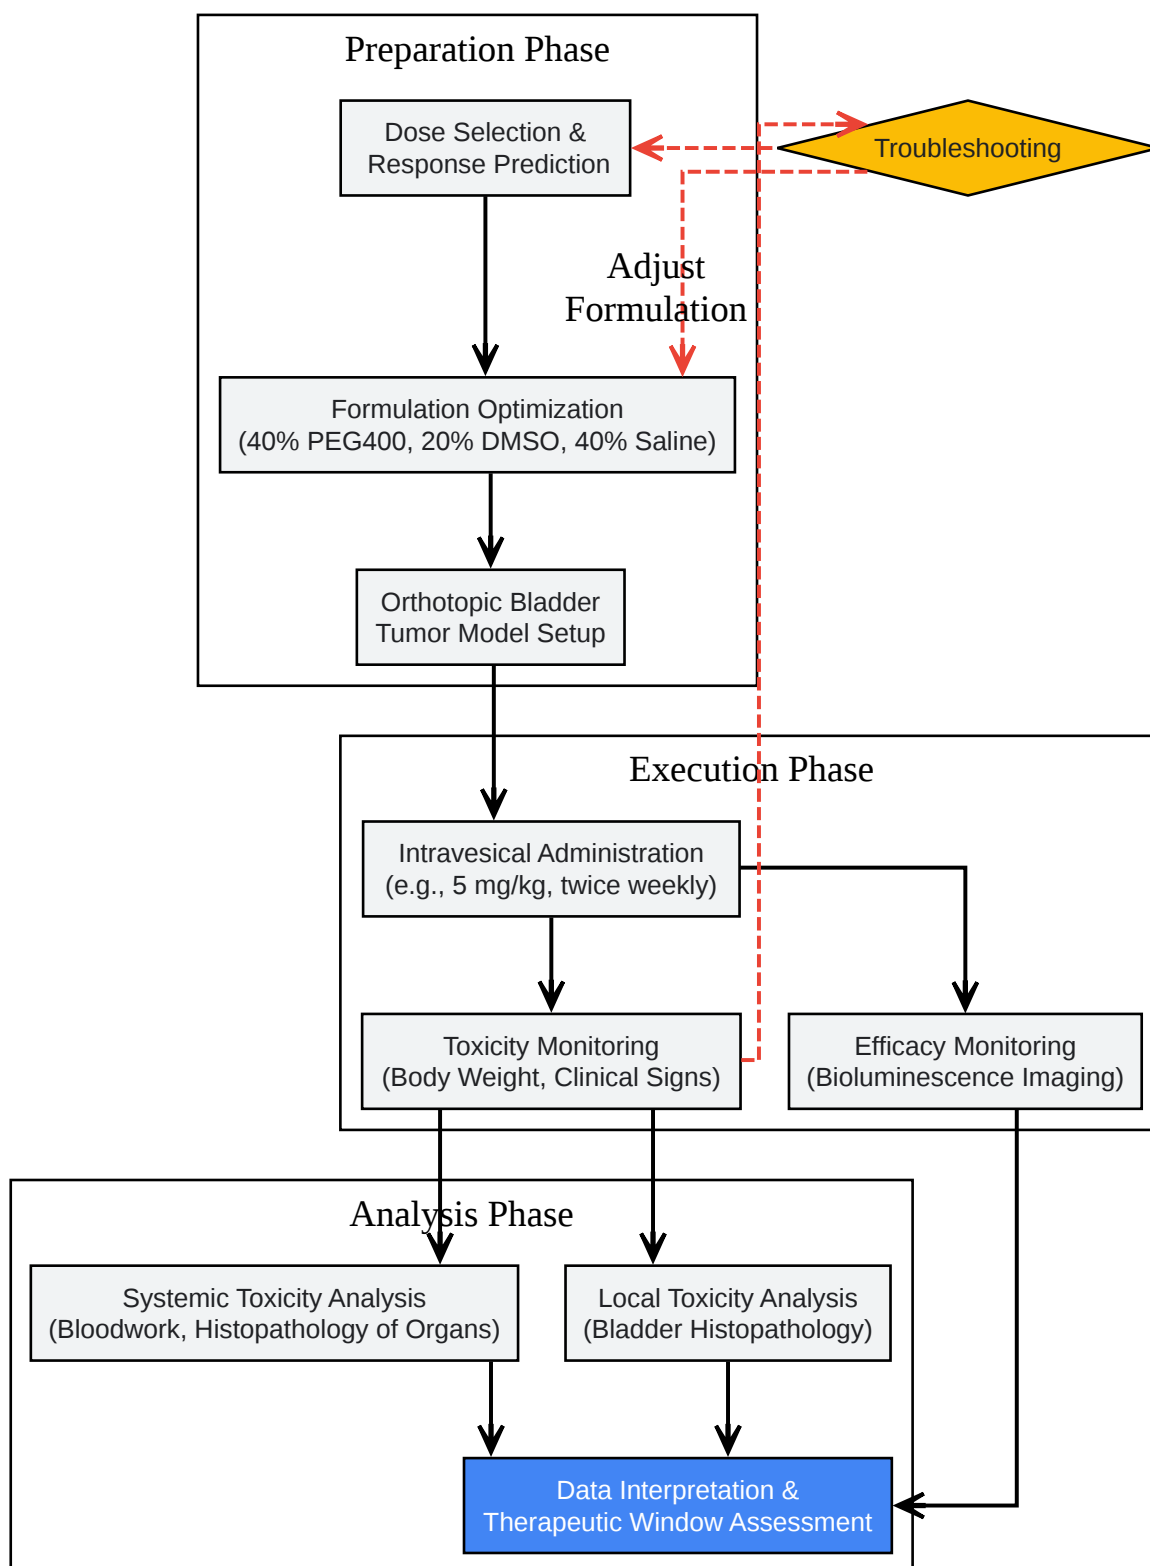 Preparation Phase
Dose Selection &
Response Prediction
Troubleshooting
Adjust
Formulation
Formulation Optimization
(40% PEG400, 20% DMSO, 40% Saline)
Orthotopic Bladder
Tumor Model Setup
Execution Phase
Intravesical Administration
(e.g., 5 mg/kg, twice weekly)
Toxicity Monitoring
(Body Weight, Clinical Signs)
Efficacy Monitoring
(Bioluminescence Imaging)
Analysis Phase
Systemic Toxicity Analysis
(Bloodwork, Histopathology of Organs)
Local Toxicity Analysis
(Bladder Histopathology)
Data Interpretation &
Therapeutic Window Assessment